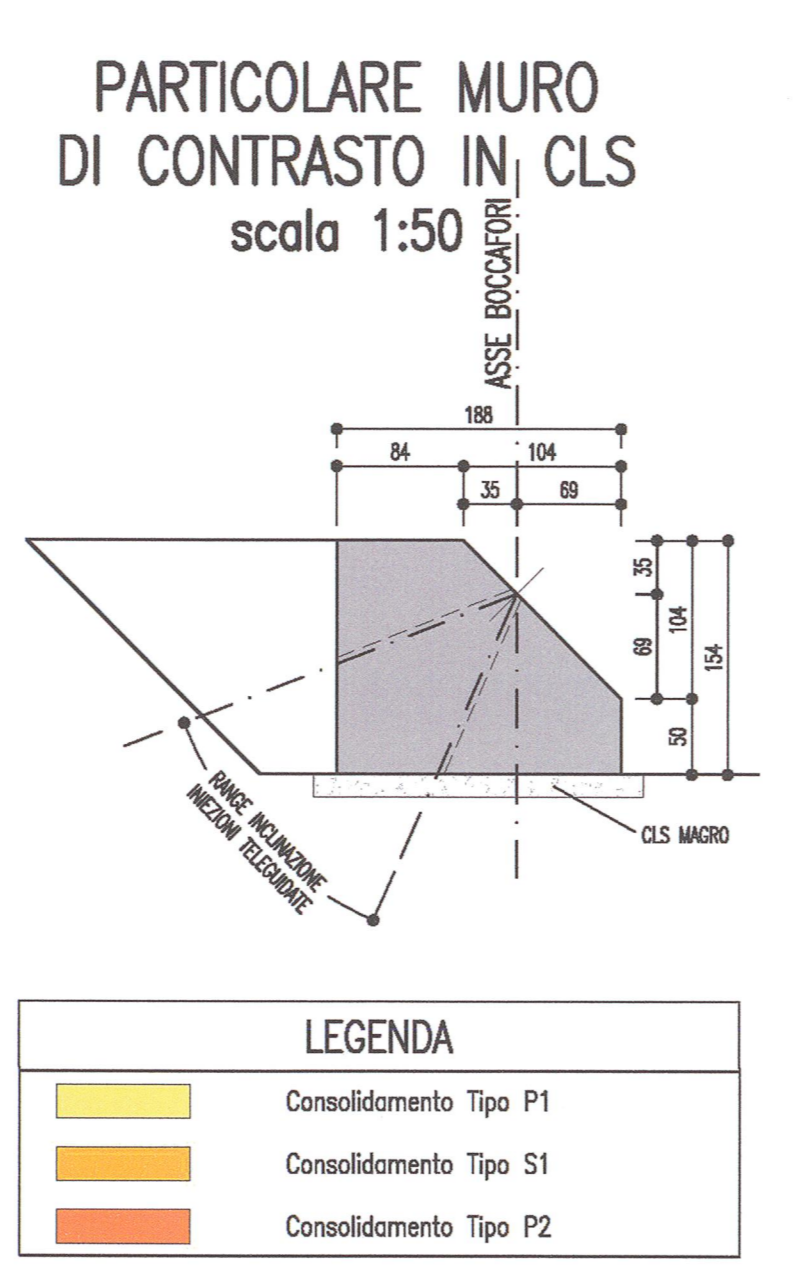 PARTICOLARE MURO
DI CONTRASTO IN CLS
scala 1:50
ASSE BOCCAFORI
188
84
104
35
69
35
69
104
50
154
RANGE INCLINAZIONE
INIEZIONI TELEGUIDATE
CLS MAGRO
LEGENDA
Consolidamento Tipo P1
Consolidamento Tipo S1
Consolidamento Tipo P2